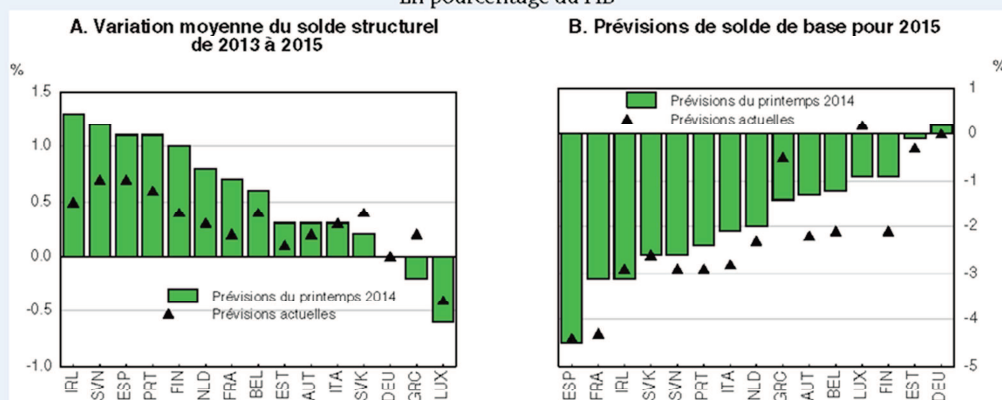 En pourcentage du PIB
A. Variation moyenne du solde structurel
de 2013 à 2015
%
1.5
1.0
0.5
0.0
-0.5
-1.0
Prévisions du printemps 2014
Prévisions actuelles
IRL
SVN
ESP
PRT
FIN
NLD
FRA
BEL
EST
AUT
ITA
SVK
DEU
GRC
LUX
B. Prévisions de solde de base pour 2015
%
1
0
-1
-2
-3
-4
-5
Prévisions du printemps 2014
Prévisions actuelles
ESP
FRA
IRL
SVK
SVN
PRT
ITA
NLD
GRC
AUT
BEL
LUX
FIN
EST
DEU